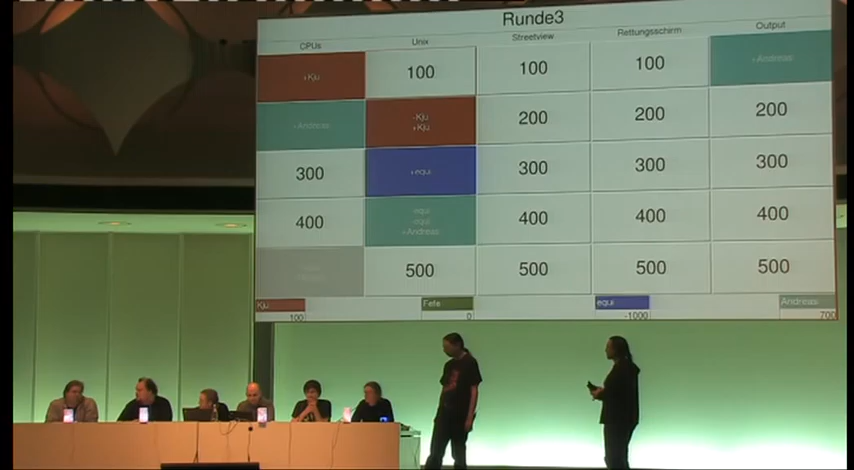 Runde3
CPUs Unix Streetview Rettungsschirm Output
+Kju 100 100 100 +Andreas
+Andreas -Kju 200 200 200
+Kju
300 +equi 300 300 300
400 -equi 400 400 400
-equi
+Andreas
500 500 500 500
Kju Fefe equi Andreas
100 0 -1000 700